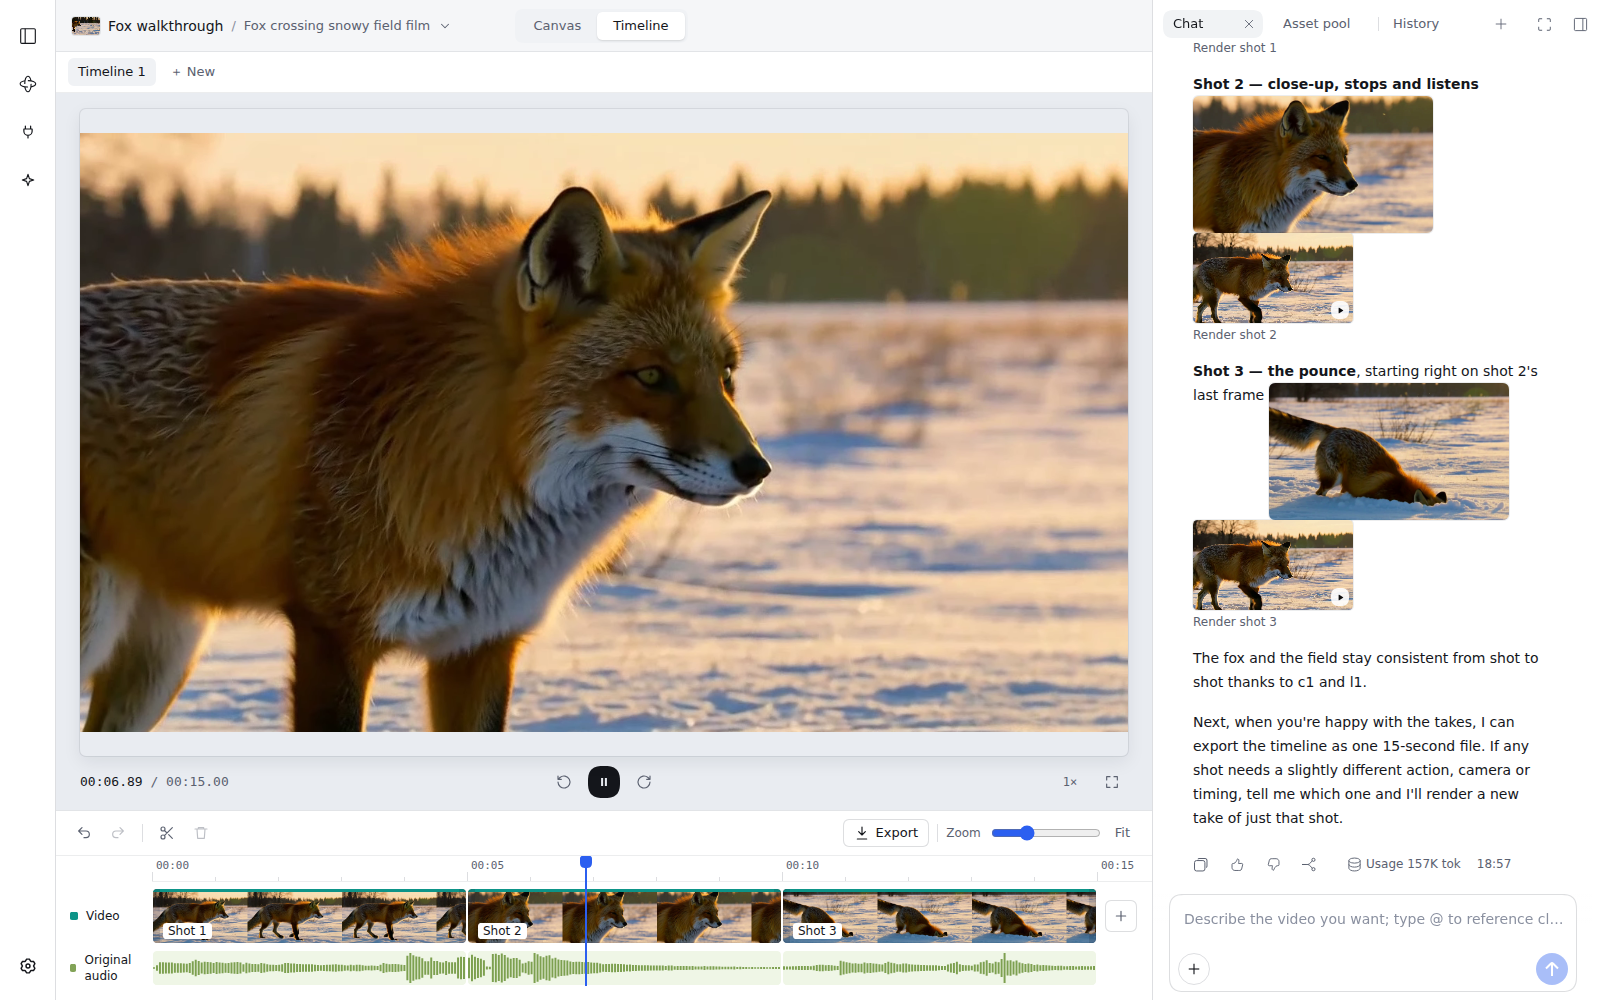 Fox walkthrough / Fox crossing snowy field film
Canvas
Timeline
Timeline 1
+ New
00:06.89 / 00:15.00
1×
Export
Zoom
Fit
00:00
00:05
00:10
00:15
Video
Shot 1
Shot 2
Shot 3
Original
audio
Chat
Asset pool
History
Render shot 1
Shot 2 — close-up, stops and listens
Render shot 2
Shot 3 — the pounce, starting right on shot 2's
last frame
Render shot 3
The fox and the field stay consistent from shot to
shot thanks to c1 and l1.
Next, when you're happy with the takes, I can
export the timeline as one 15-second file. If any
shot needs a slightly different action, camera or
timing, tell me which one and I'll render a new
take of just that shot.
Usage 157K tok
18:57
Describe the video you want; type @ to reference cl…